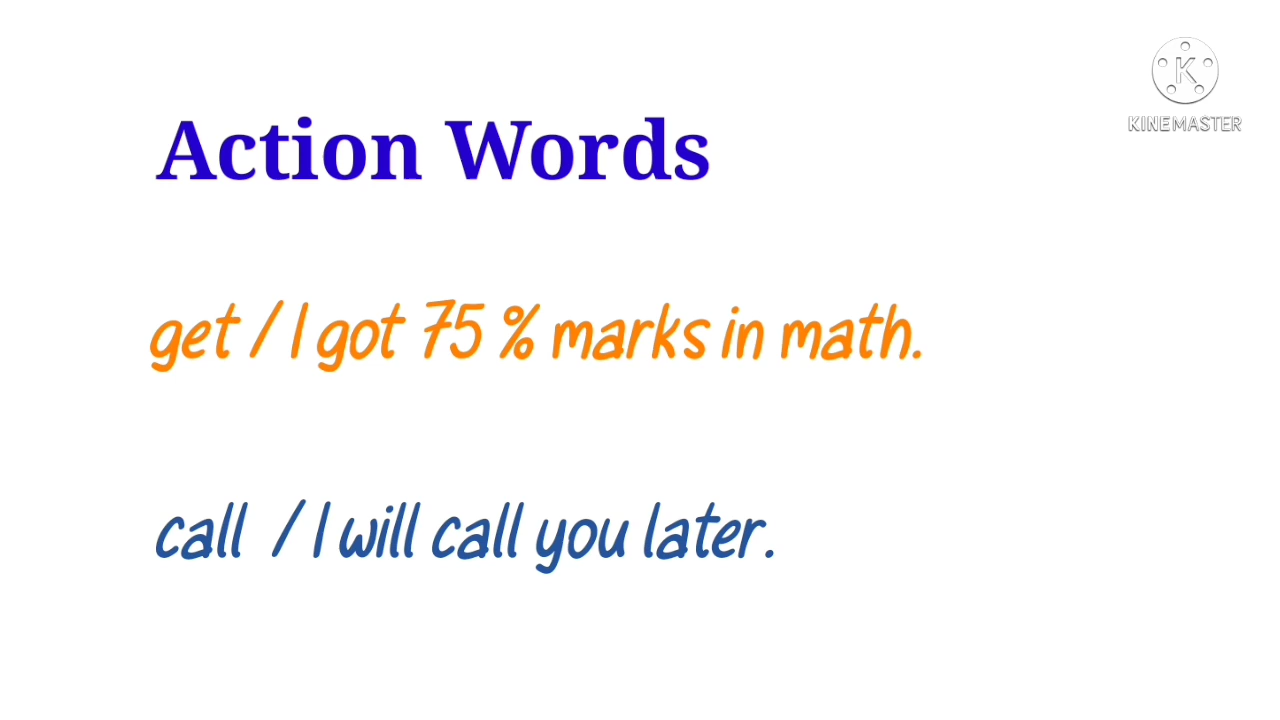 KINEMASTER
Action Words
get / I got 75 % marks in math.
call / I will call you later.